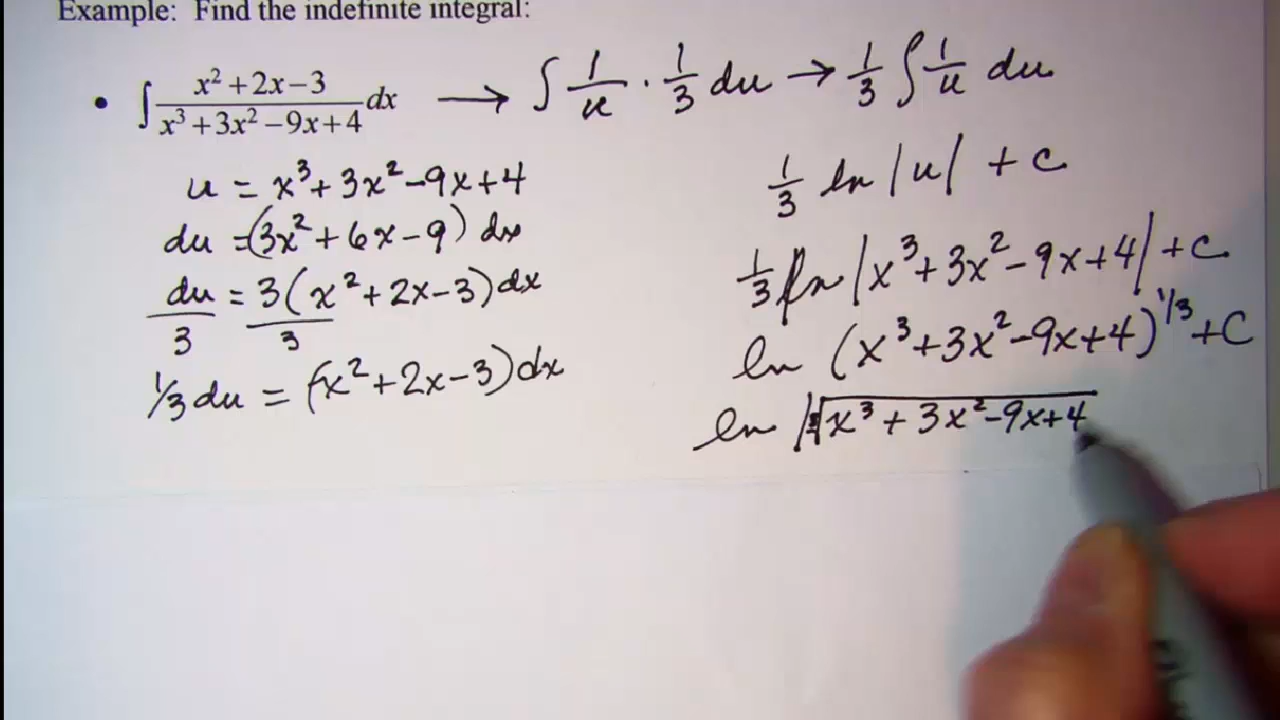 Example: Find the indefinite integral:
• ∫ (x² + 2x − 3)/(x³ + 3x² − 9x + 4) dx → ∫ 1/u · 1/3 du → 1/3 ∫ 1/u du
u = x³ + 3x² − 9x + 4
du = (3x² + 6x − 9) dx
du/3 = 3(x² + 2x − 3)dx/3
1/3 du = (x² + 2x − 3)dx
1/3 ln |u| + C
1/3 ln |x³ + 3x² − 9x + 4| + C
ln (x³ + 3x² − 9x + 4)^1/3 + C
ln |∛x³ + 3x² − 9x + 4